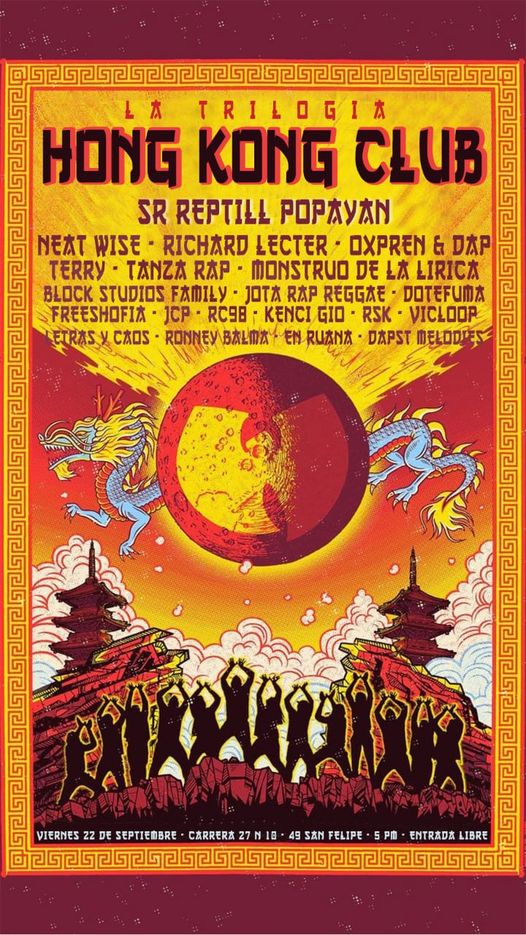 LA TRILOGIA
HONG KONG CLUB
SR REPTILL POPAYAN
NEAT WISE - RICHARD LECTER - OXPREN & DAP
TERRY - TANZA RAP - MONSTRUO DE LA LIRICA
BLOCK STUDIOS FAMILY - JOTA RAP REGGAE - DOTEFUMA
FREESHOFIA - JCP - RC98 - KENCI GIO - RSK - VICLOOP
LETRAS Y CAOS - RONNEY BALMA - EN RUANA - DAPST MELODIES
VIERNES 22 DE SEPTIEMBRE - CARRERA 27 N 18 - 49 SAN FELIPE - 5 PM - ENTRADA LIBRE